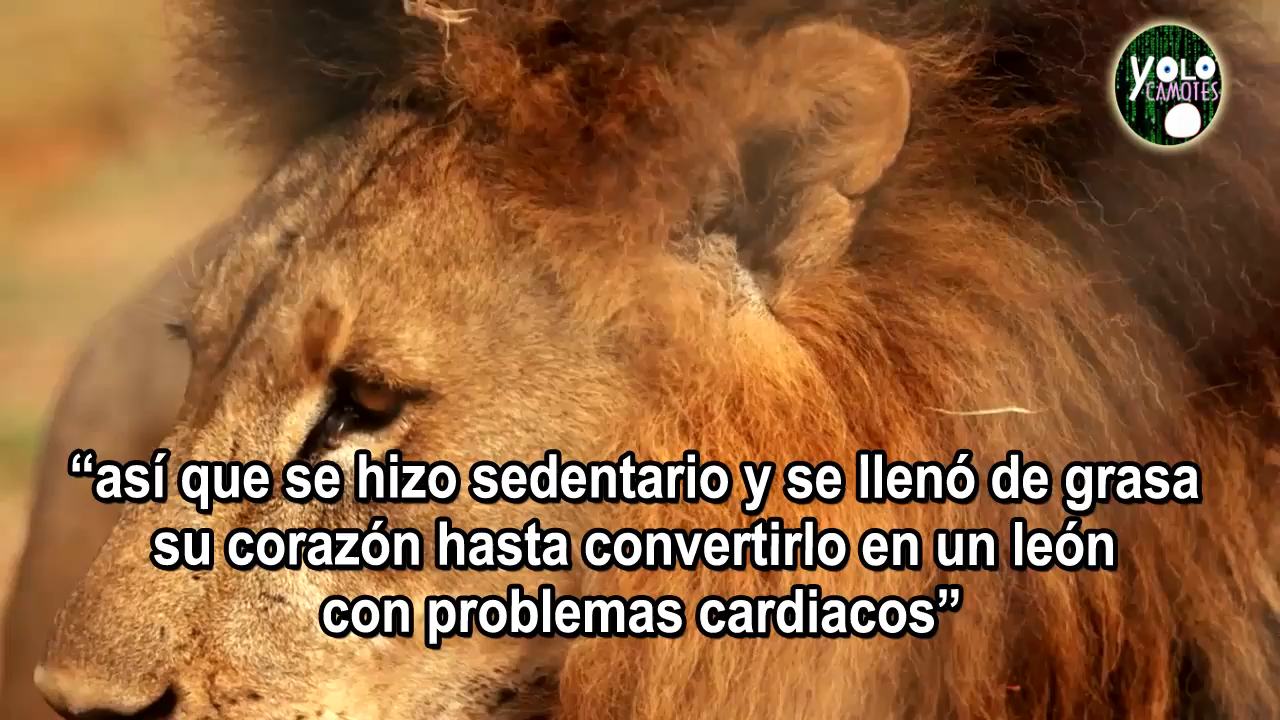 yOLO
CAMOTES
“así que se hizo sedentario y se llenó de grasa
su corazón hasta convertirlo en un león
con problemas cardiacos”